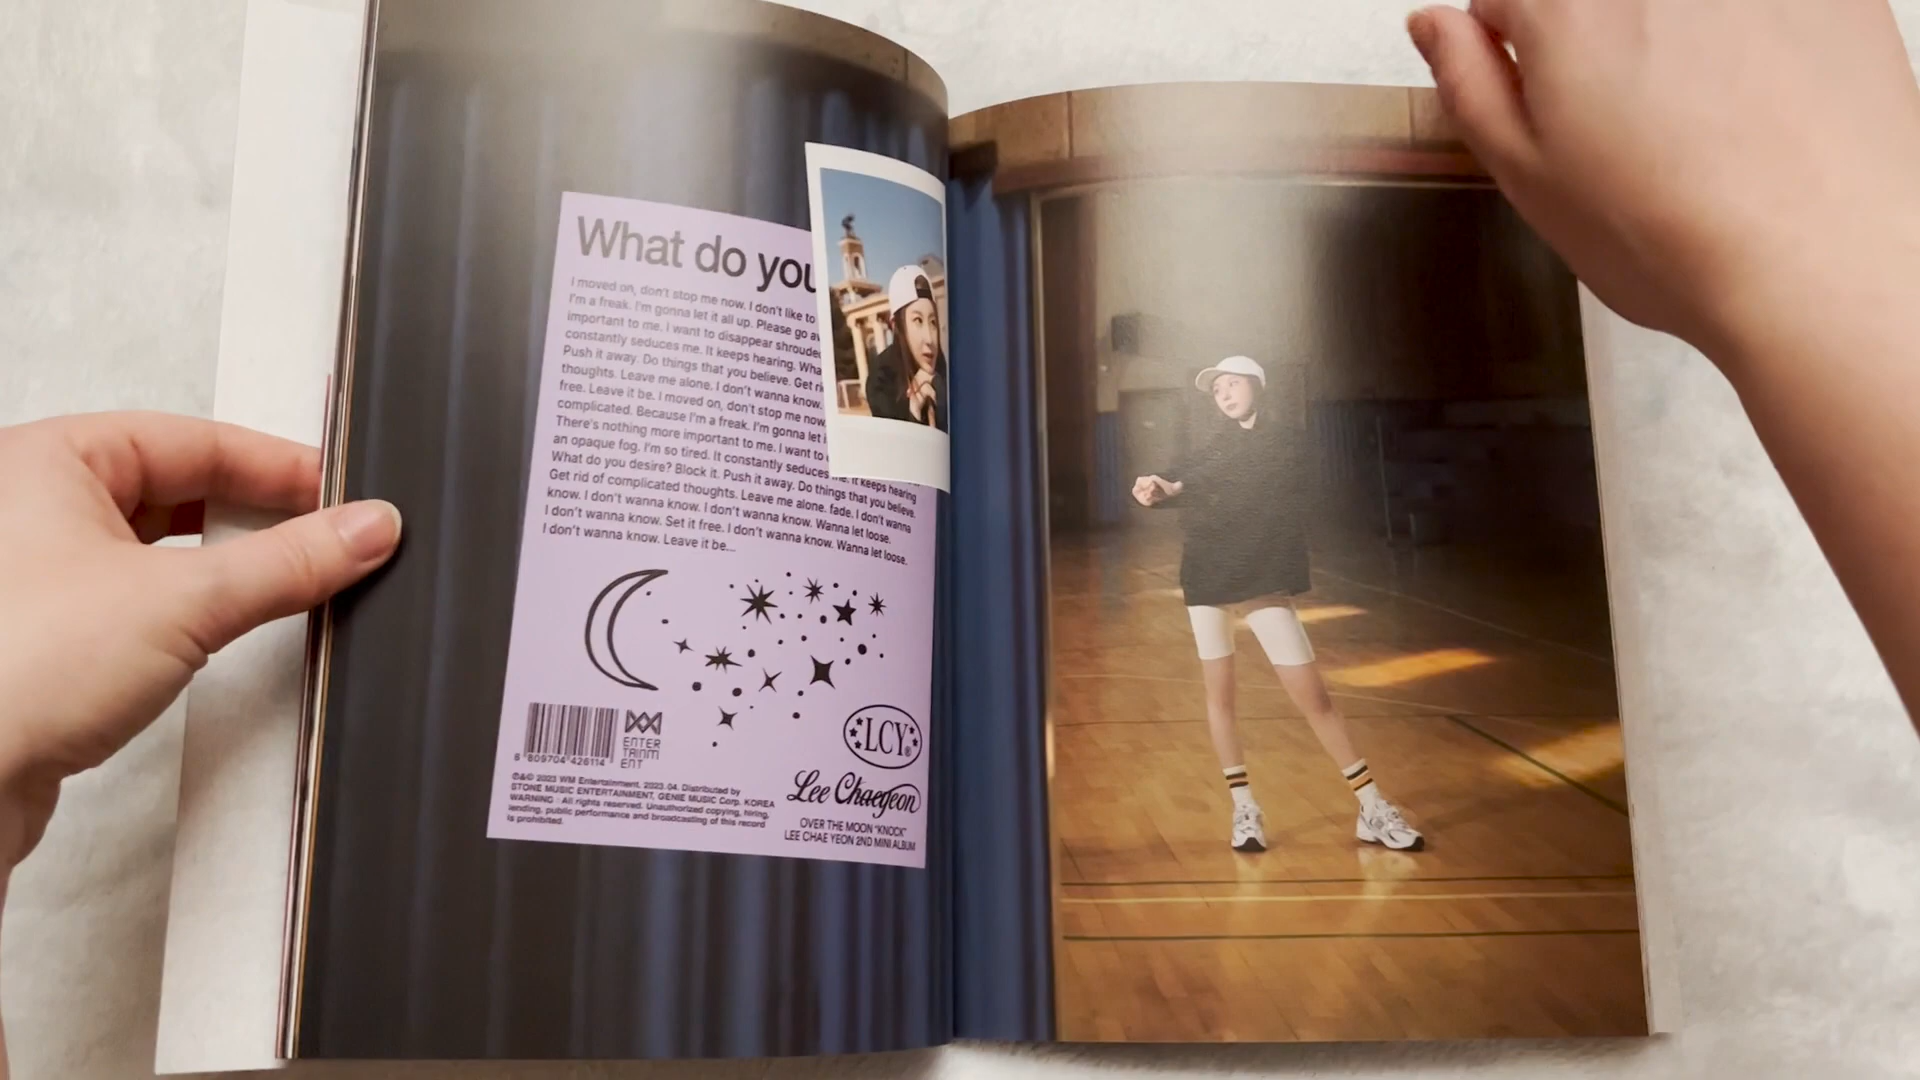 What do you
I moved on, don't stop me now. I don't like to
I'm a freak. I'm gonna let it all up. Please go
important to me. I want to disappear shrouded
constantly seduces me. It keeps hearing.
Push it away. Do things that you believe. Get
thoughts. Leave me alone. I don't wanna know.
free. Leave it be. I moved on, don't stop me now.
complicated. Because I'm a freak. I'm gonna let
There's nothing more important to me. I want to
an opaque fog. I'm so tired. It constantly seduces me. It keeps hearing
What do you desire? Block it. Push it away. Do things that you believe.
Get rid of complicated thoughts. Leave me alone. fade. I don't wanna
know. I don't wanna know. I don't wanna know. Wanna let loose.
I don't wanna know. Set it free. I don't wanna know. Wanna let loose.
I don't wanna know. Leave it be...
LCY®
8 809704 426114
ENTER
TAINM
ENT
Lee Chaeyeon
℗&© 2023 WM Entertainment. 2023. 04. Distributed by
STONE MUSIC ENTERTAINMENT, GENIE MUSIC Corp. KOREA
WARNING : All rights reserved. Unauthorized copying, hiring,
lending, public performance and broadcasting of this record
is prohibited.
OVER THE MOON "KNOCK"
LEE CHAE YEON 2ND MINI ALBUM